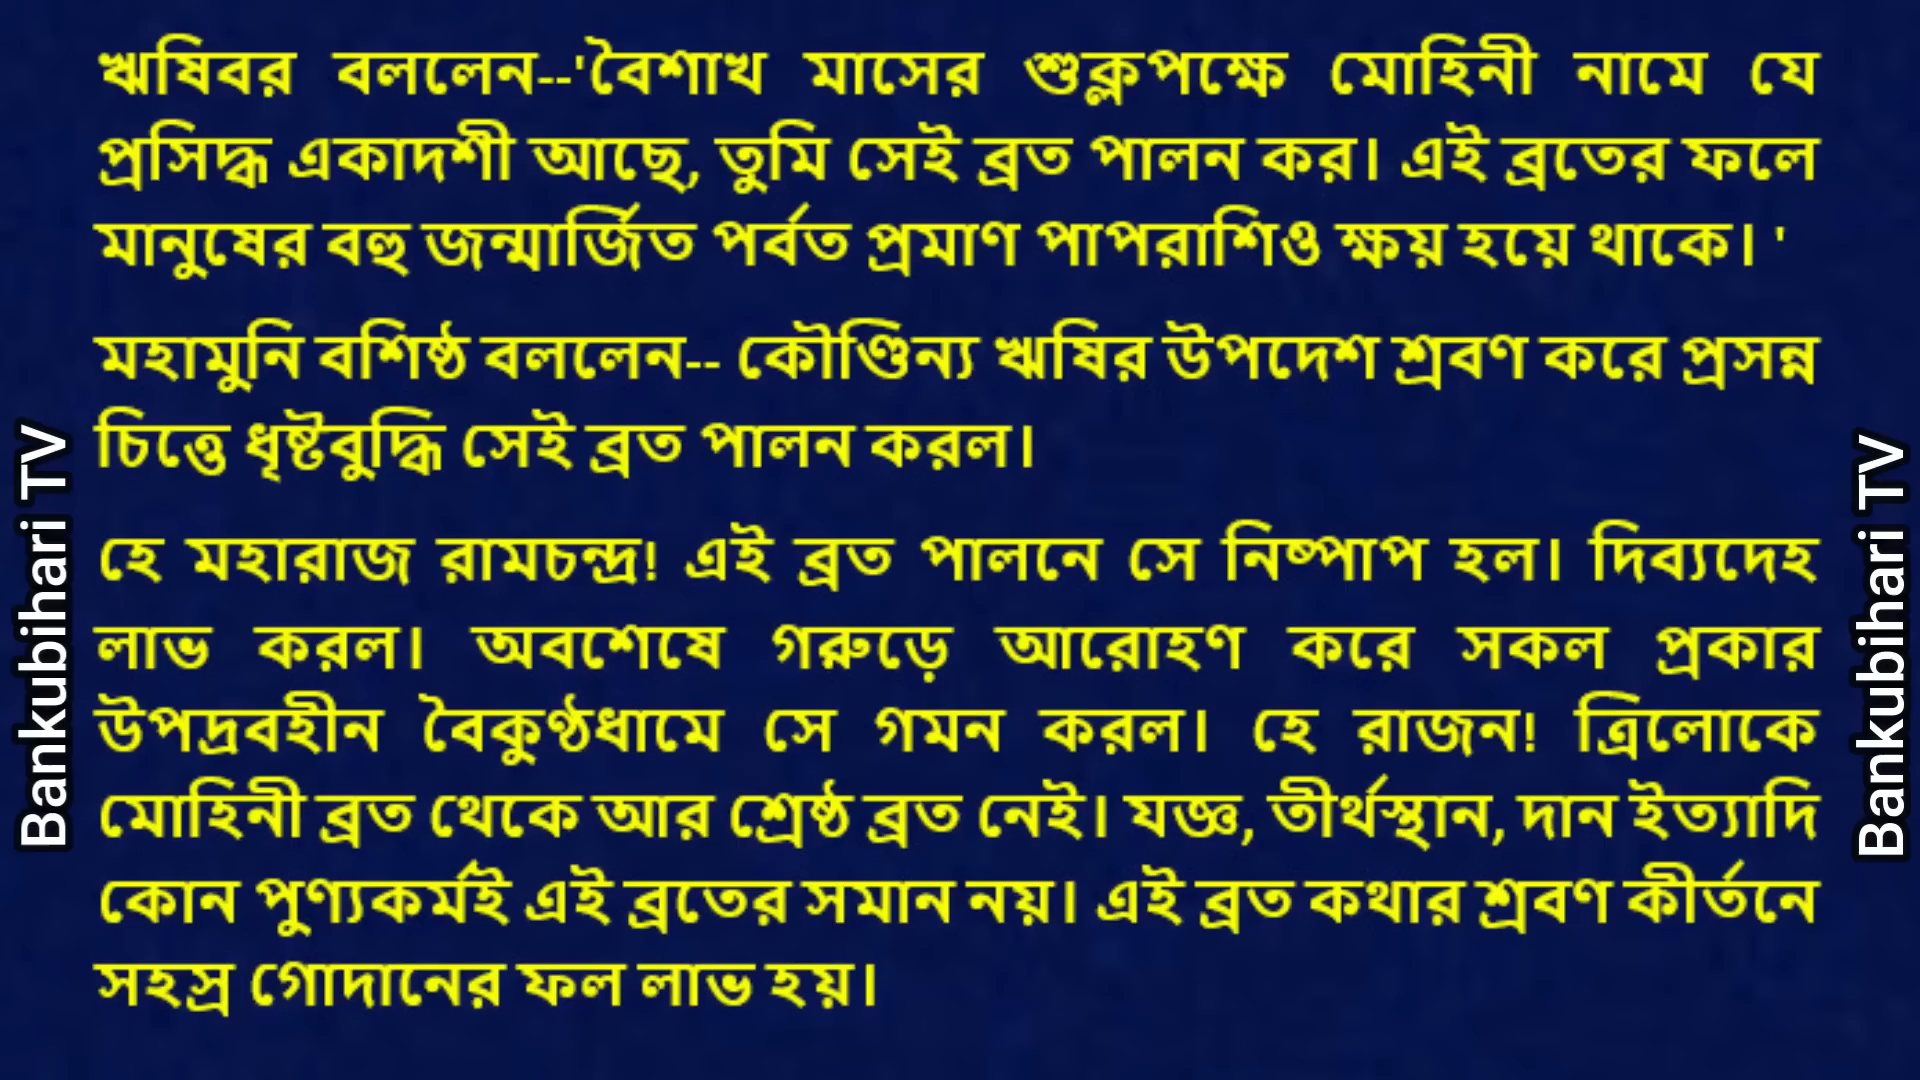 ঋষিবর বললেন--'বৈশাখ মাসের শুক্লপক্ষে মোহিনী নামে যে
প্রসিদ্ধ একাদশী আছে, তুমি সেই ব্রত পালন কর। এই ব্রতের ফলে
মানুষের বহু জন্মার্জিত পর্বত প্রমাণ পাপরাশিও ক্ষয় হয়ে থাকে। '
মহামুনি বশিষ্ঠ বললেন-- কৌণ্ডিন্য ঋষির উপদেশ শ্রবণ করে প্রসন্ন
চিত্তে ধৃষ্টবুদ্ধি সেই ব্রত পালন করল।
হে মহারাজ রামচন্দ্র! এই ব্রত পালনে সে নিষ্পাপ হল। দিব্যদেহ
লাভ করল। অবশেষে গরুড়ে আরোহণ করে সকল প্রকার
উপদ্রবহীন বৈকুণ্ঠধামে সে গমন করল। হে রাজন! ত্রিলোকে
মোহিনী ব্রত থেকে আর শ্রেষ্ঠ ব্রত নেই। যজ্ঞ, তীর্থস্থান, দান ইত্যাদি
কোন পুণ্যকর্মই এই ব্রতের সমান নয়। এই ব্রত কথার শ্রবণ কীর্তনে
সহস্র গোদানের ফল লাভ হয়।
Bankubihari TV
Bankubihari TV